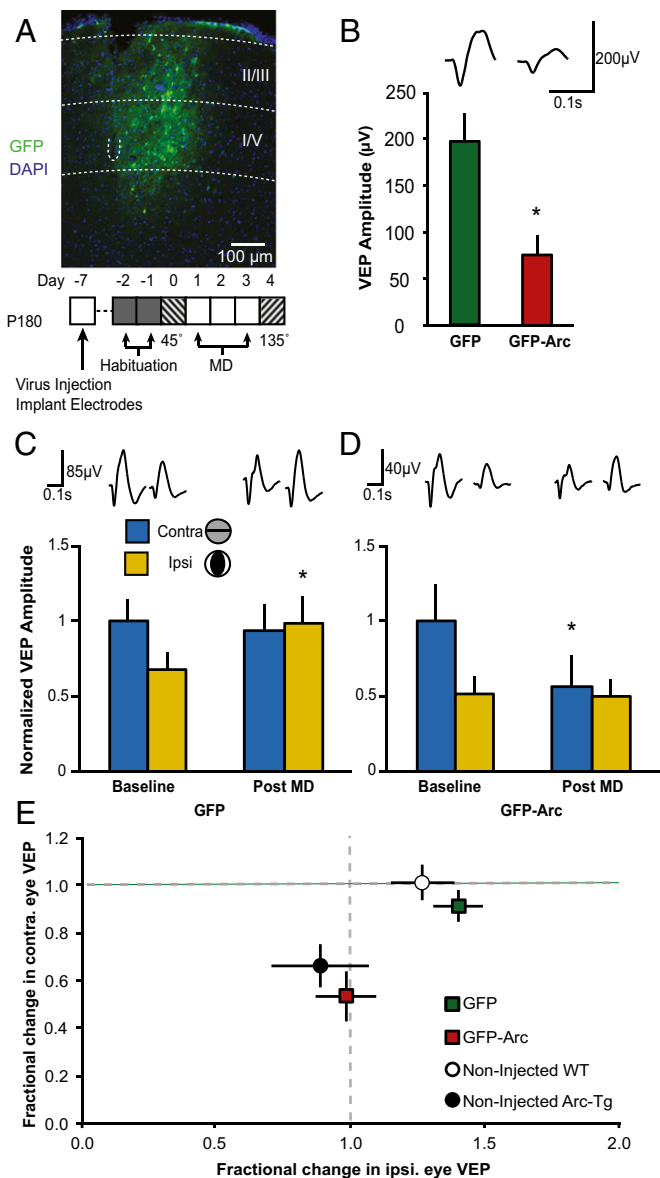 A
II/III
I/V
GFP
DAPI
100 µm
Day -7 -2 -1 0 1 2 3 4
P180
45° 135°
Habituation MD
Virus Injection
Implant Electrodes
B
200µV
0.1s
VEP Amplitude (µV)
250
200
150
100
50
0
*
GFP GFP-Arc
C
85µV
0.1s
Contra
Ipsi
Normalized VEP Amplitude
1.5
1
0.5
0
*
Baseline Post MD
GFP
D
40µV
0.1s
1.5
1
0.5
0
*
Baseline Post MD
GFP-Arc
E
Fractional change in contra. eye VEP
1.2
1.0
0.8
0.6
0.4
0.2
0.0
GFP
GFP-Arc
Non-Injected WT
Non-Injected Arc-Tg
0.0 0.5 1.0 1.5 2.0
Fractional change in ipsi. eye VEP